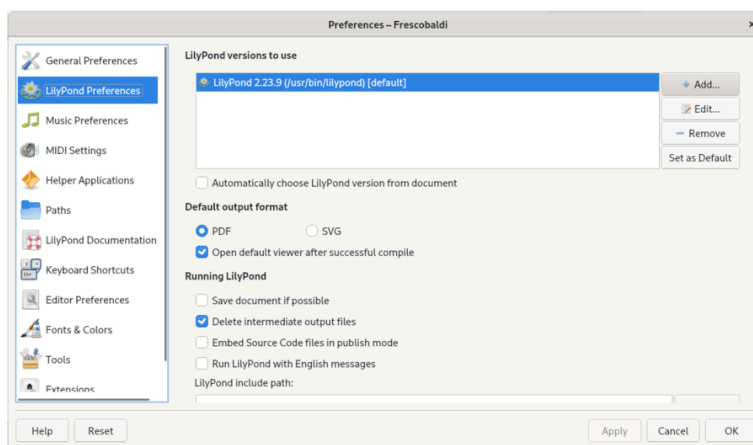 Preferences – Frescobaldi
General Preferences
LilyPond Preferences
Music Preferences
MIDI Settings
Helper Applications
Paths
LilyPond Documentation
Keyboard Shortcuts
Editor Preferences
Fonts & Colors
Tools
Extensions
LilyPond versions to use
LilyPond 2.23.9 (/usr/bin/lilypond) [default]
Add...
Edit...
Remove
Set as Default
Automatically choose LilyPond version from document
Default output format
PDF
SVG
Open default viewer after successful compile
Running LilyPond
Save document if possible
Delete intermediate output files
Embed Source Code files in publish mode
Run LilyPond with English messages
LilyPond include path:
Help
Reset
Apply
Cancel
OK